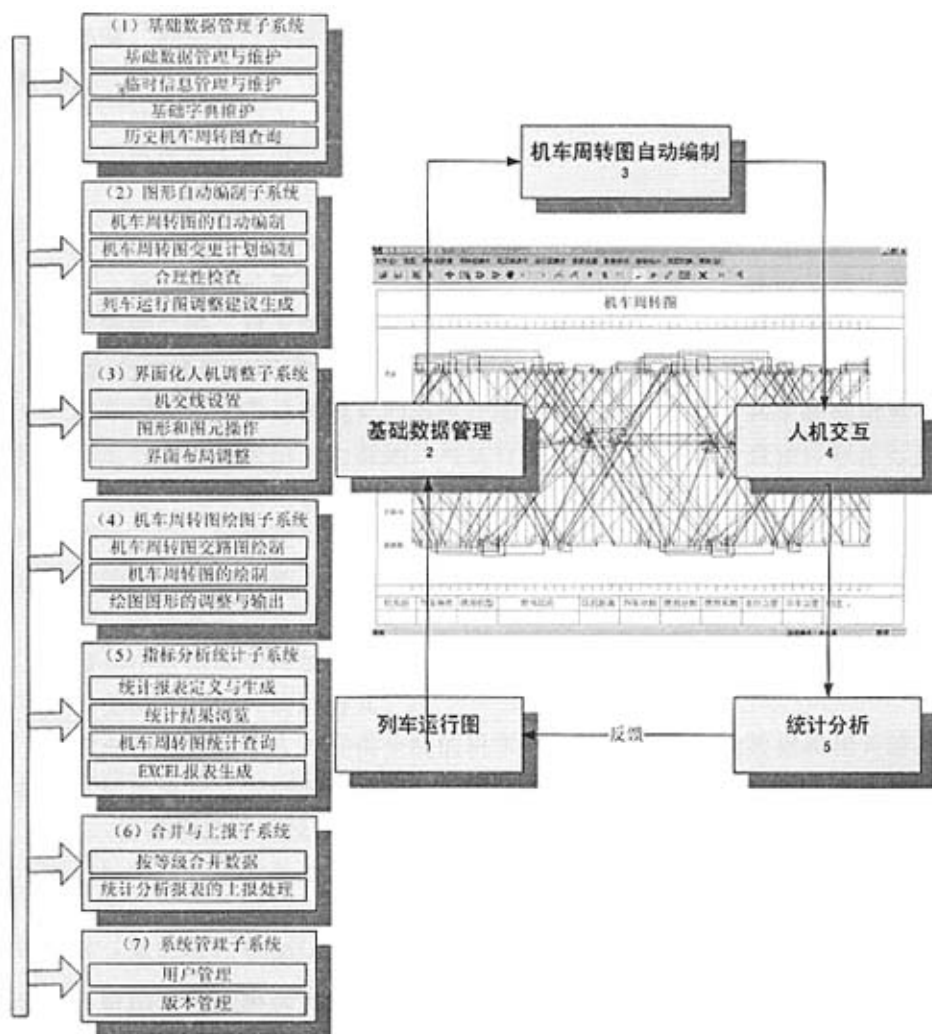 （1）基础数据管理子系统
基础数据管理与维护
临时信息管理与维护
基础字典维护
历史机车周转图查询
（2）图形自动编制子系统
机车周转图的自动编制
机车周转图变更计划编制
合理性检查
列车运行图调整建议生成
（3）界面化人机调整子系统
机交线设置
图形和图元操作
界面布局调整
（4）机车周转图绘图子系统
机车周转图交路图绘制
机车周转图的绘制
绘图图形的调整与输出
（5）指标分析统计子系统
统计报表定义与生成
统计结果浏览
机车周转图统计查询
EXCEL报表生成
（6）合并与上报子系统
按等级合并数据
统计分析报表的上报处理
（7）系统管理子系统
用户管理
版本管理
机车周转图自动编制
3
机车周转图
基础数据管理
2
人机交互
4
列车运行图
1
反馈
统计分析
5